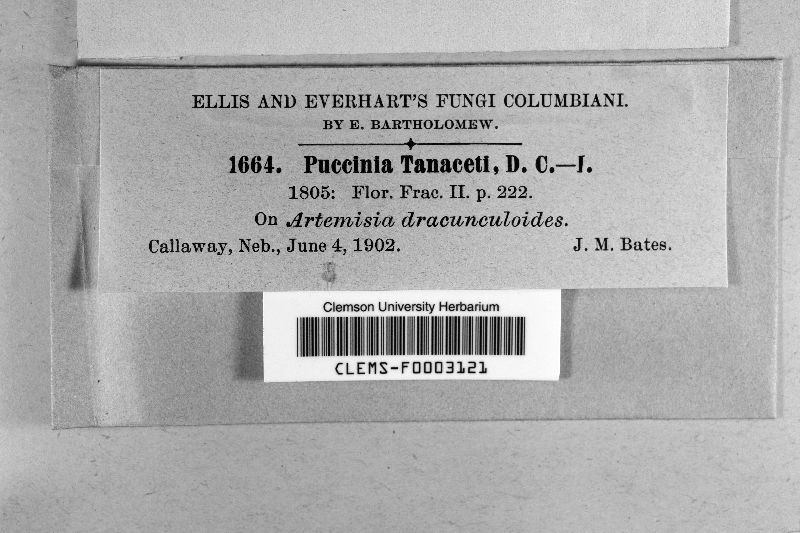 ELLIS AND EVERHART'S FUNGI COLUMBIANI.
BY E. BARTHOLOMEW.
1664. Puccinia Tanaceti, D. C.—I.
1805: Flor. Frac. II. p. 222.
On Artemisia dracunculoides.
Callaway, Neb., June 4, 1902. J. M. Bates.
Clemson University Herbarium
CLEMS-F0003121